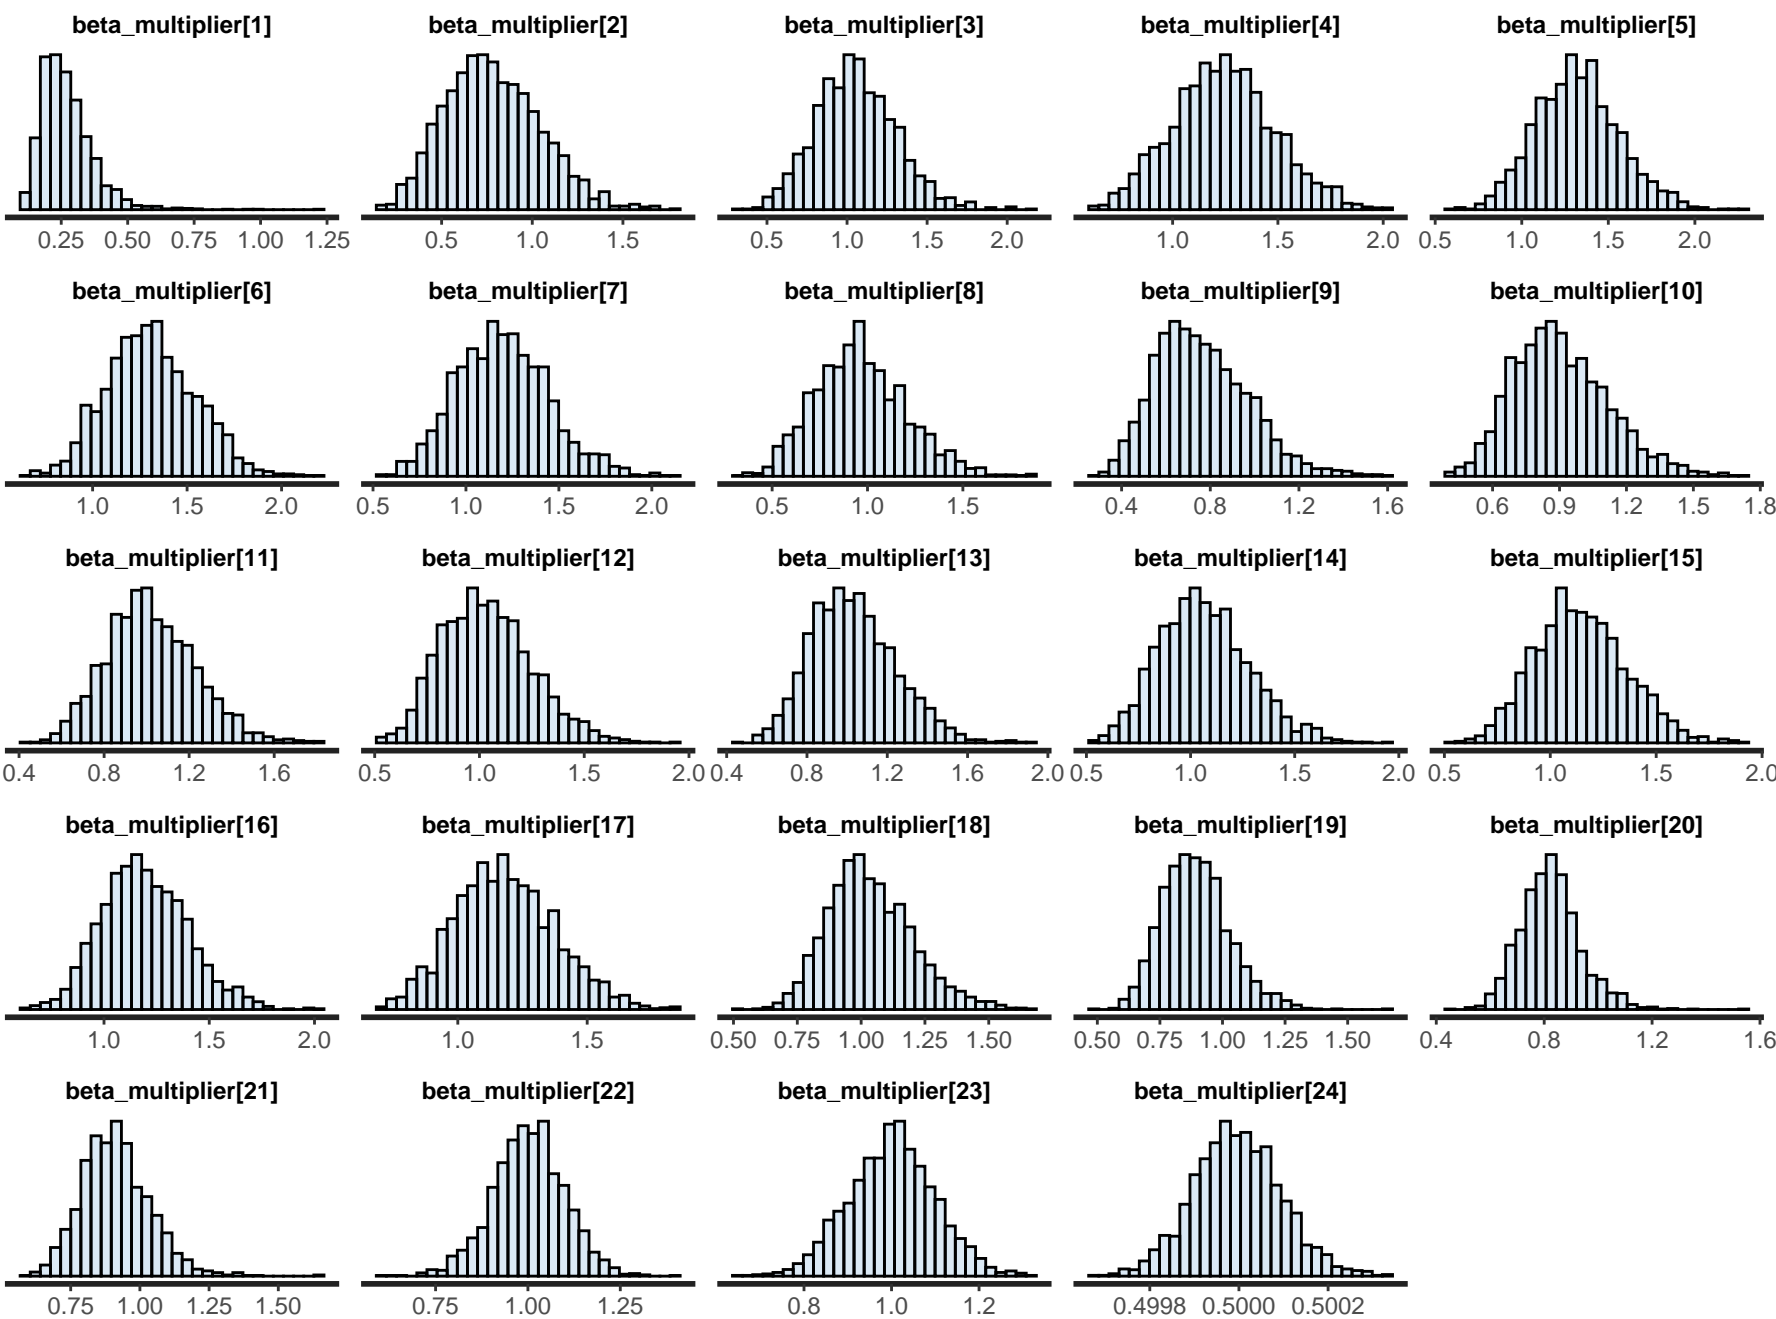 beta_multiplier[1] beta_multiplier[2] beta_multiplier[3] beta_multiplier[4] beta_multiplier[5]
0.25 0.50 0.75 1.00 1.25 0.5 1.0 1.5 0.5 1.0 1.5 2.0 1.0 1.5 2.0 0.5 1.0 1.5 2.0
beta_multiplier[6] beta_multiplier[7] beta_multiplier[8] beta_multiplier[9] beta_multiplier[10]
1.0 1.5 2.0 0.5 1.0 1.5 2.0 0.5 1.0 1.5 0.4 0.8 1.2 1.6 0.6 0.9 1.2 1.5 1.8
beta_multiplier[11] beta_multiplier[12] beta_multiplier[13] beta_multiplier[14] beta_multiplier[15]
0.4 0.8 1.2 1.6 0.5 1.0 1.5 2.0 0.4 0.8 1.2 1.6 2.0 0.5 1.0 1.5 2.0 0.5 1.0 1.5 2.0
beta_multiplier[16] beta_multiplier[17] beta_multiplier[18] beta_multiplier[19] beta_multiplier[20]
1.0 1.5 2.0 1.0 1.5 0.50 0.75 1.00 1.25 1.50 0.50 0.75 1.00 1.25 1.50 0.4 0.8 1.2 1.6
beta_multiplier[21] beta_multiplier[22] beta_multiplier[23] beta_multiplier[24]
0.75 1.00 1.25 1.50 0.75 1.00 1.25 0.8 1.0 1.2 0.4998 0.5000 0.5002